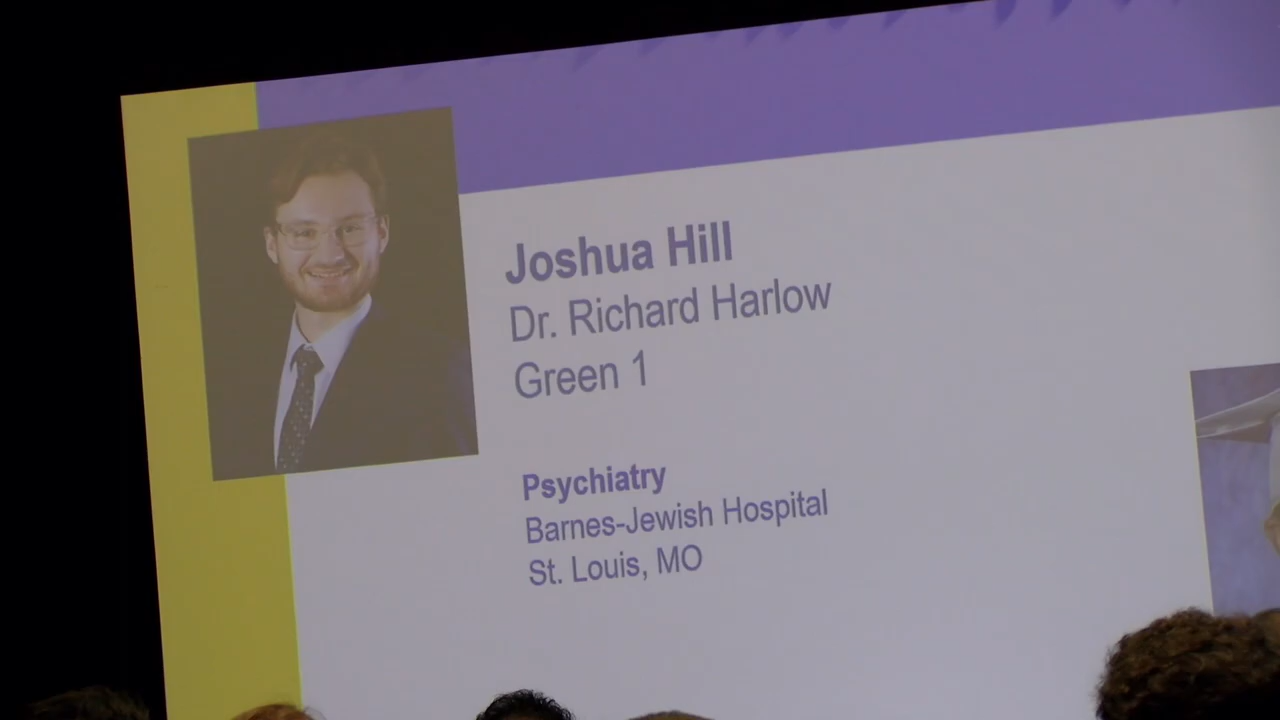 Joshua Hill
Dr. Richard Harlow
Green 1
Psychiatry
Barnes-Jewish Hospital
St. Louis, MO